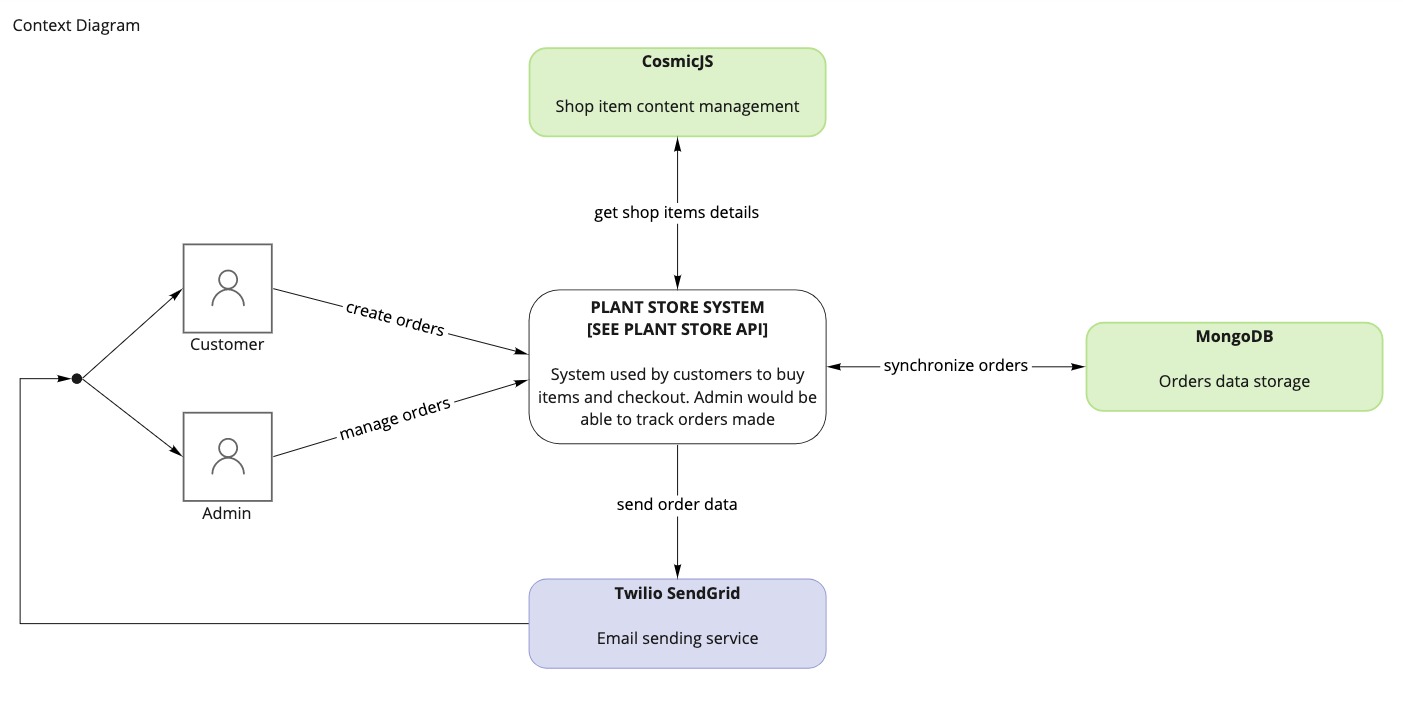 Context Diagram
CosmicJS
Shop item content management
get shop items details
Customer
create orders
Admin
manage orders
PLANT STORE SYSTEM
[SEE PLANT STORE API]
System used by customers to buy
items and checkout. Admin would be
able to track orders made
synchronize orders
MongoDB
Orders data storage
send order data
Twilio SendGrid
Email sending service